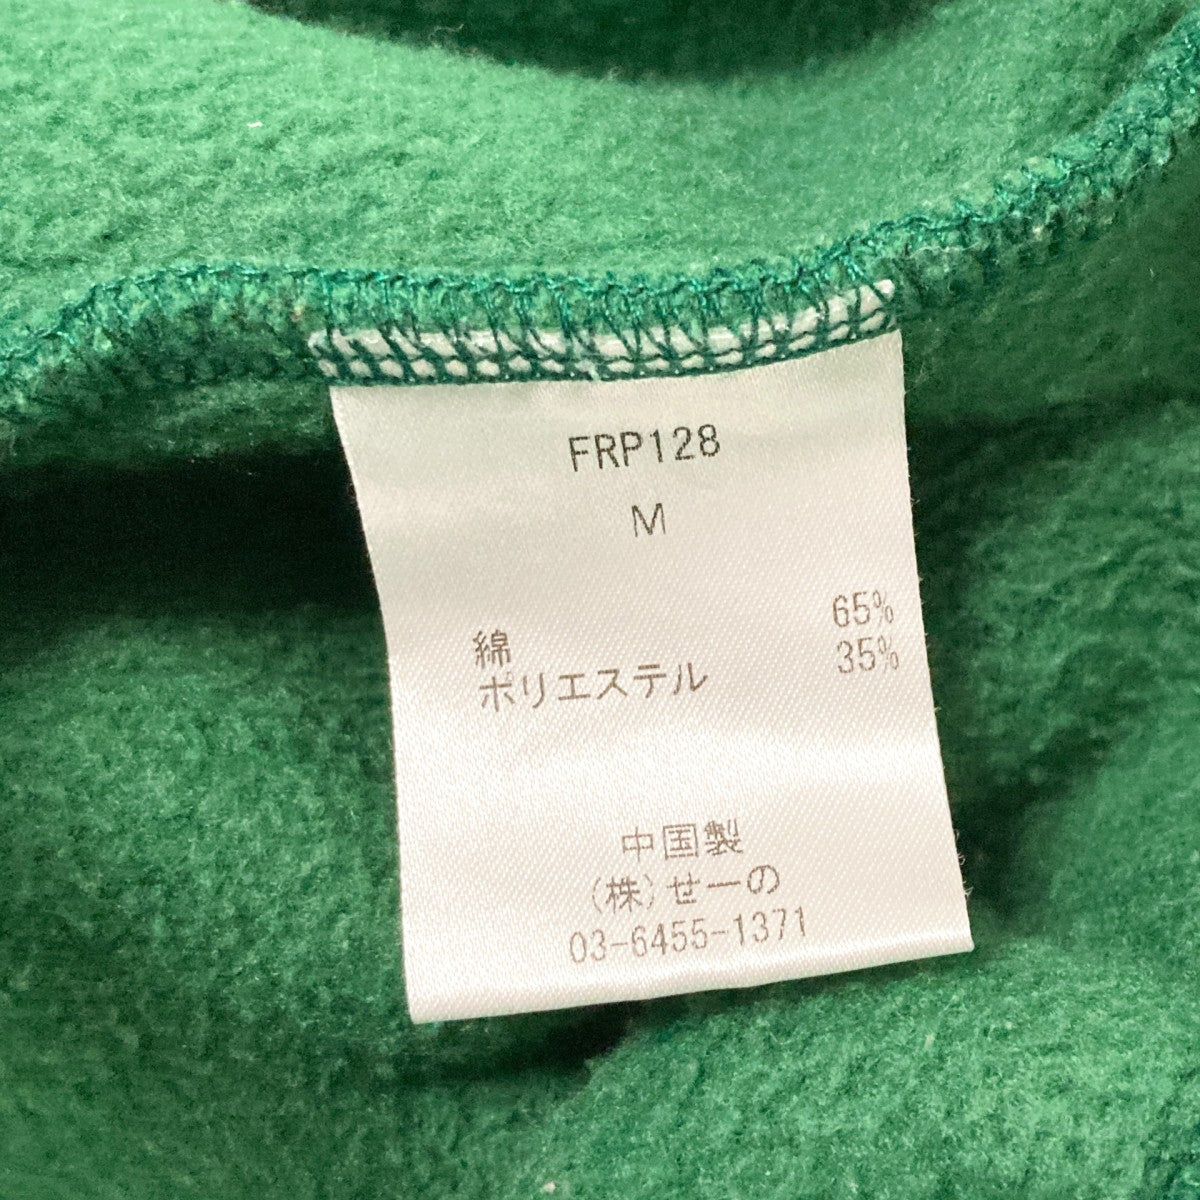 FRP128
M
綿 65%
ポリエステル 35%
中国製
(株)せーの
03-6455-1371